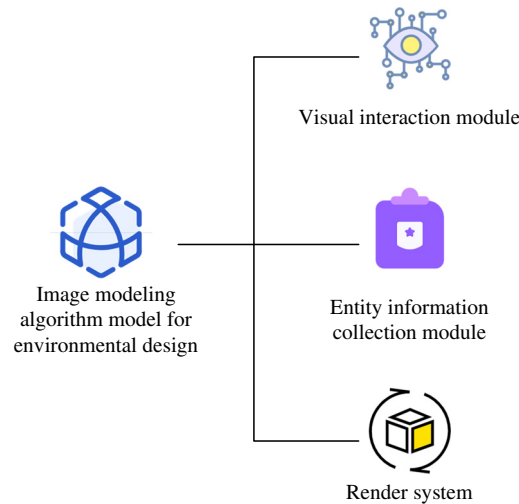 Visual interaction module
Image modeling
algorithm model for
environmental design
Entity information
collection module
Render system